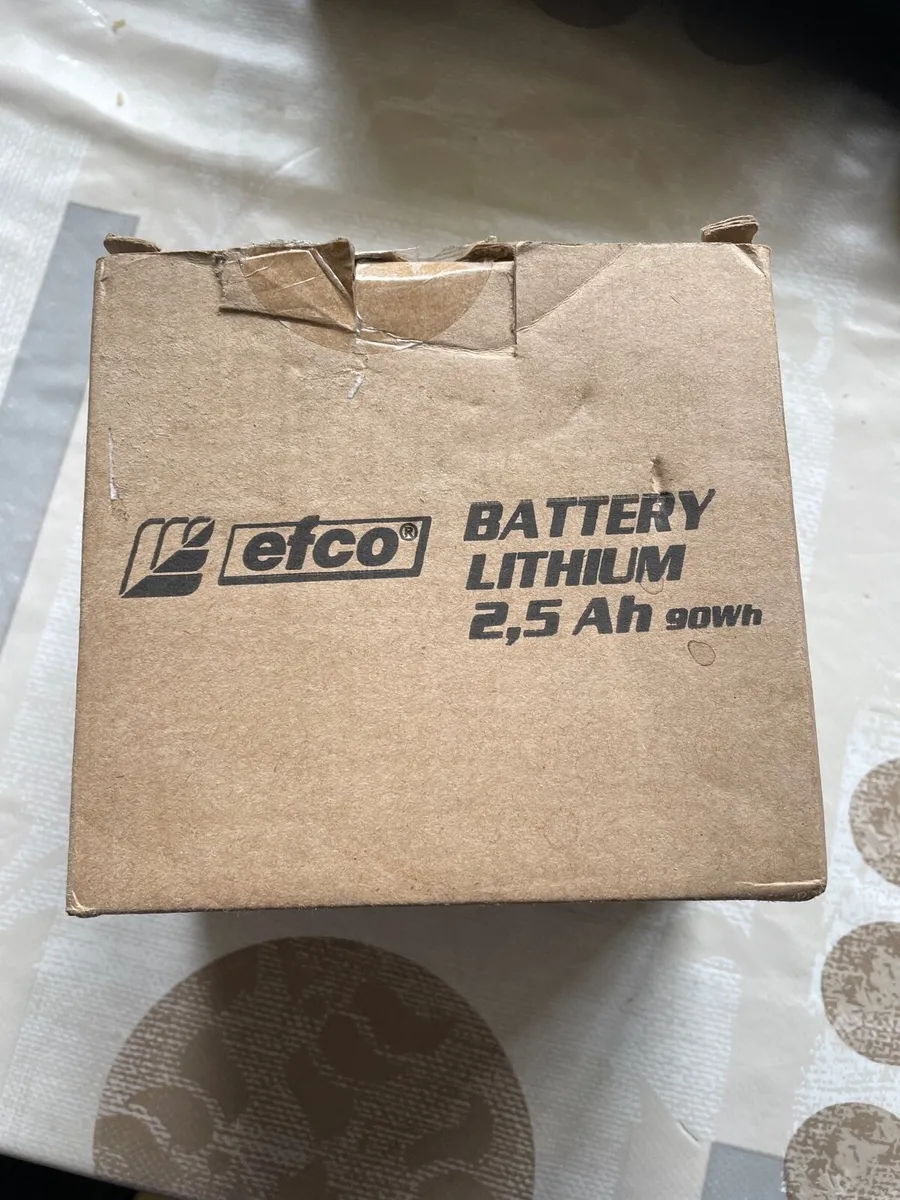 efco®
BATTERY
LITHIUM
2,5 Ah 90Wh